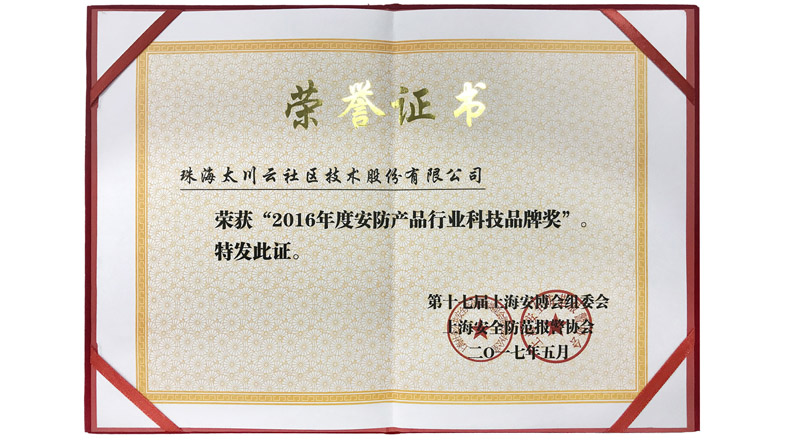 荣誉证书
珠海太川云社区技术股份有限公司
荣获“2016年度安防产品行业科技品牌奖”。
特发此证。
第十七届上海安博会组委会
上海安全防范报警协会
二〇一七年五月